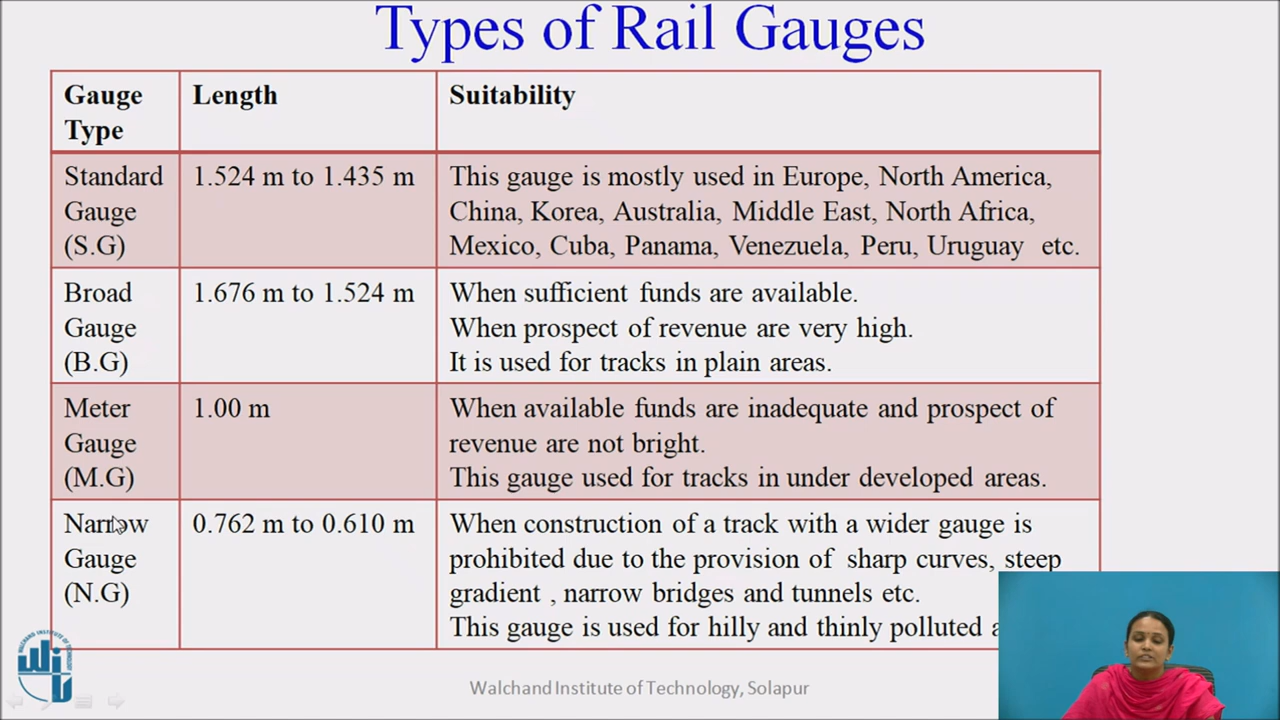 Types of Rail Gauges
Gauge Type
Length
Suitability
Standard Gauge (S.G)
1.524 m to 1.435 m
This gauge is mostly used in Europe, North America,
China, Korea, Australia, Middle East, North Africa,
Mexico, Cuba, Panama, Venezuela, Peru, Uruguay etc.
Broad Gauge (B.G)
1.676 m to 1.524 m
When sufficient funds are available.
When prospect of revenue are very high.
It is used for tracks in plain areas.
Meter Gauge (M.G)
1.00 m
When available funds are inadequate and prospect of
revenue are not bright.
This gauge used for tracks in under developed areas.
Narrow Gauge (N.G)
0.762 m to 0.610 m
When construction of a track with a wider gauge is
prohibited due to the provision of sharp curves, steep
gradient , narrow bridges and tunnels etc.
This gauge is used for hilly and thinly polluted
Walchand Institute of Technology, Solapur